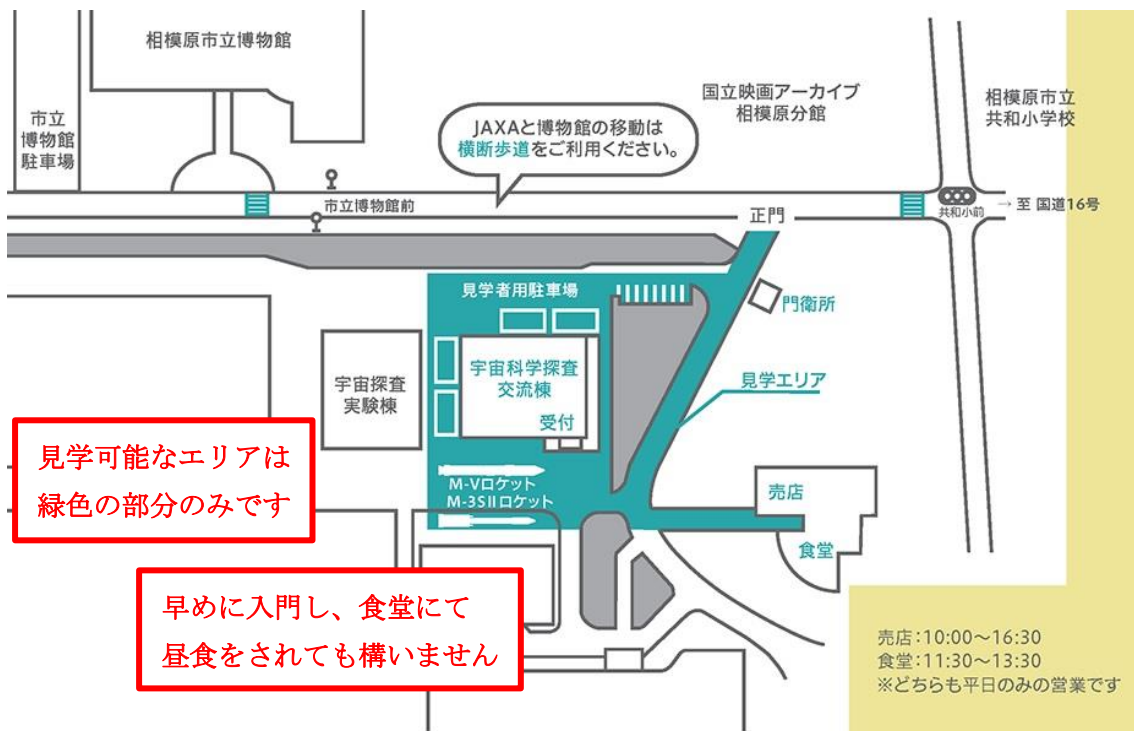 相模原市立博物館
市立
博物館
駐車場
国立映画アーカイブ
相模原分館
相模原市立
共和小学校
JAXAと博物館の移動は
横断歩道をご利用ください。
市立博物館前
正門
共和小前
→ 至 国道16号
見学者用駐車場
門衛所
宇宙科学探査
交流棟
受付
宇宙探査
実験棟
見学エリア
見学可能なエリアは
緑色の部分のみです
M-Vロケット
M-3SIIロケット
売店
食堂
早めに入門し、食堂にて
昼食をされても構いません
売店:10:00〜16:30
食堂:11:30〜13:30
※どちらも平日のみの営業です